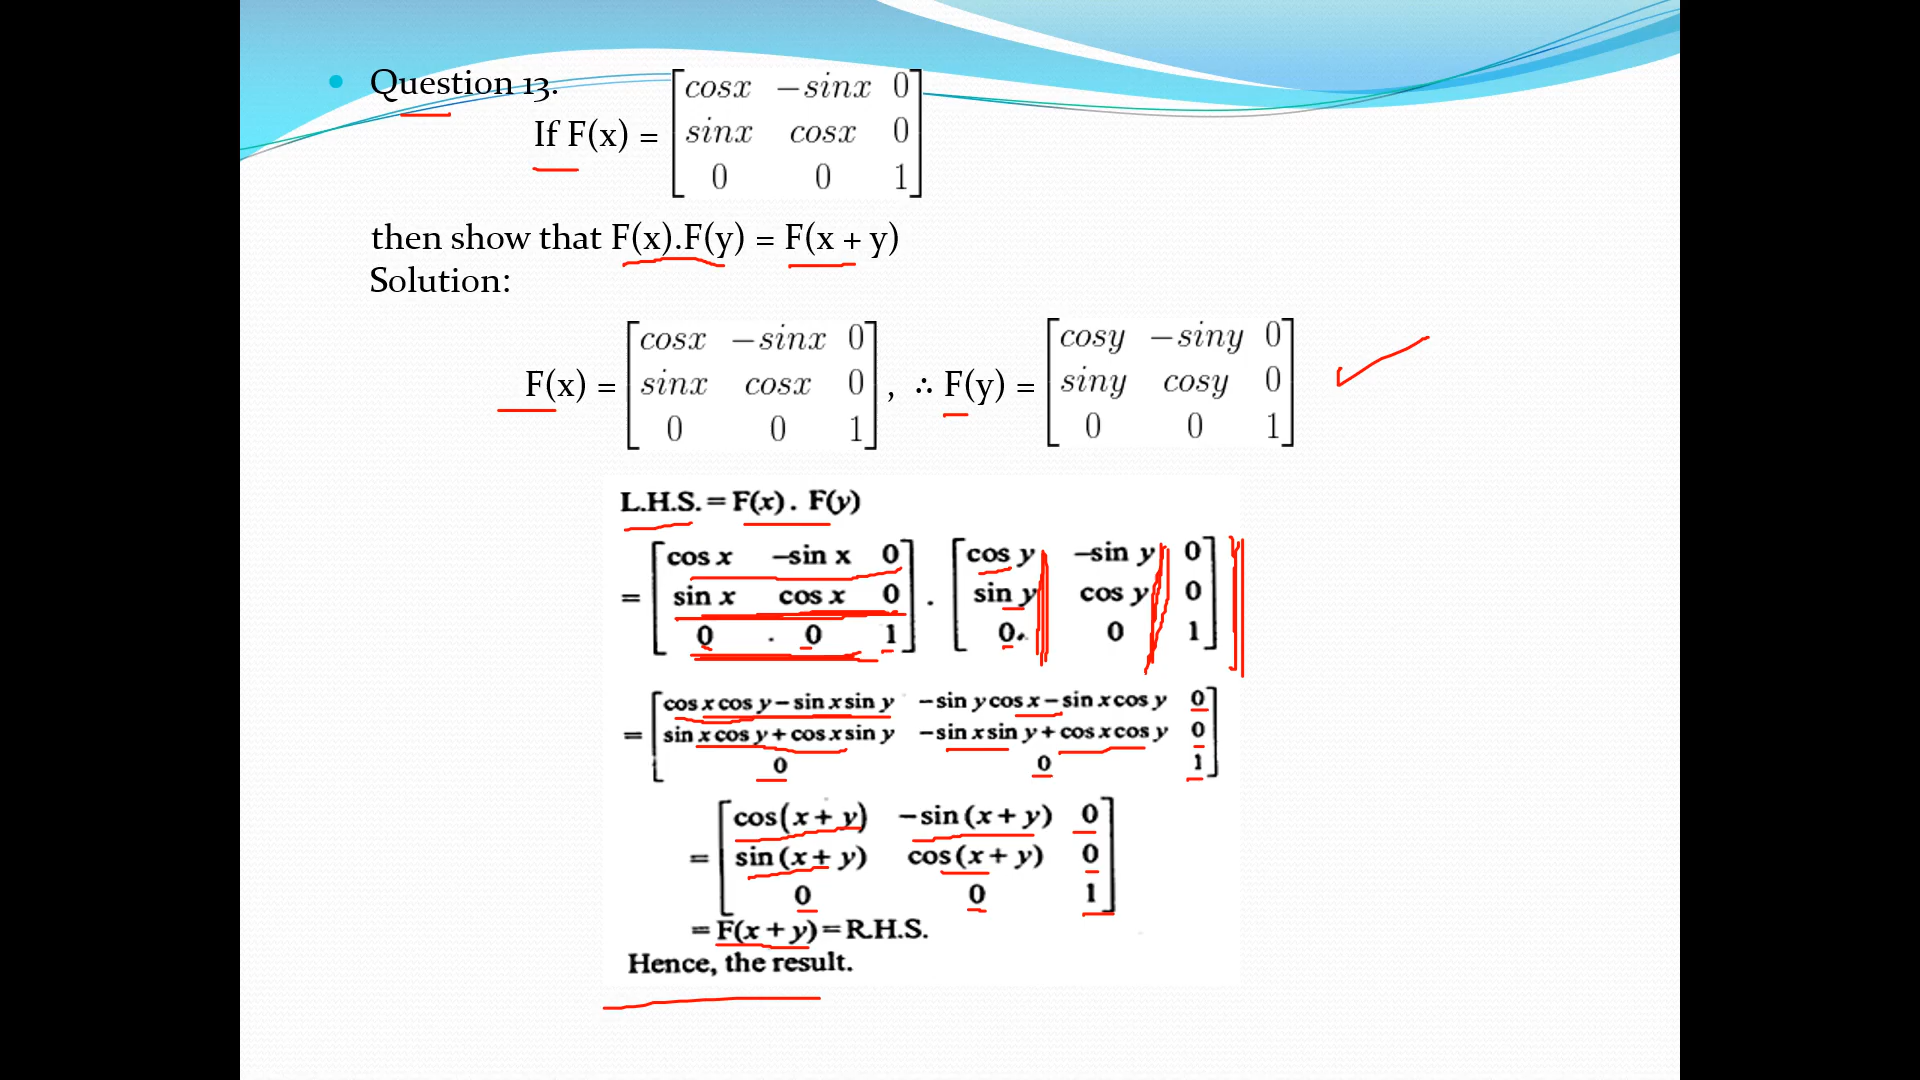 • Question 13.
If F(x) = [cosx −sinx 0
sinx cosx 0
0 0 1]
then show that F(x).F(y) = F(x + y)
Solution:
F(x) = [cosx −sinx 0
sinx cosx 0
0 0 1] , ∴ F(y) = [cosy −siny 0
siny cosy 0
0 0 1]
L.H.S. = F(x) . F(y)
= [cos x −sin x 0
sin x cos x 0
0 0 1] . [cos y −sin y 0
sin y cos y 0
0 0 1]
= [cos x cos y − sin x sin y −sin y cos x − sin x cos y 0
sin x cos y + cos x sin y −sin x sin y + cos x cos y 0
0 0 1]
= [cos(x + y) −sin (x + y) 0
sin (x + y) cos (x + y) 0
0 0 1]
= F(x + y) = R.H.S.
Hence, the result.